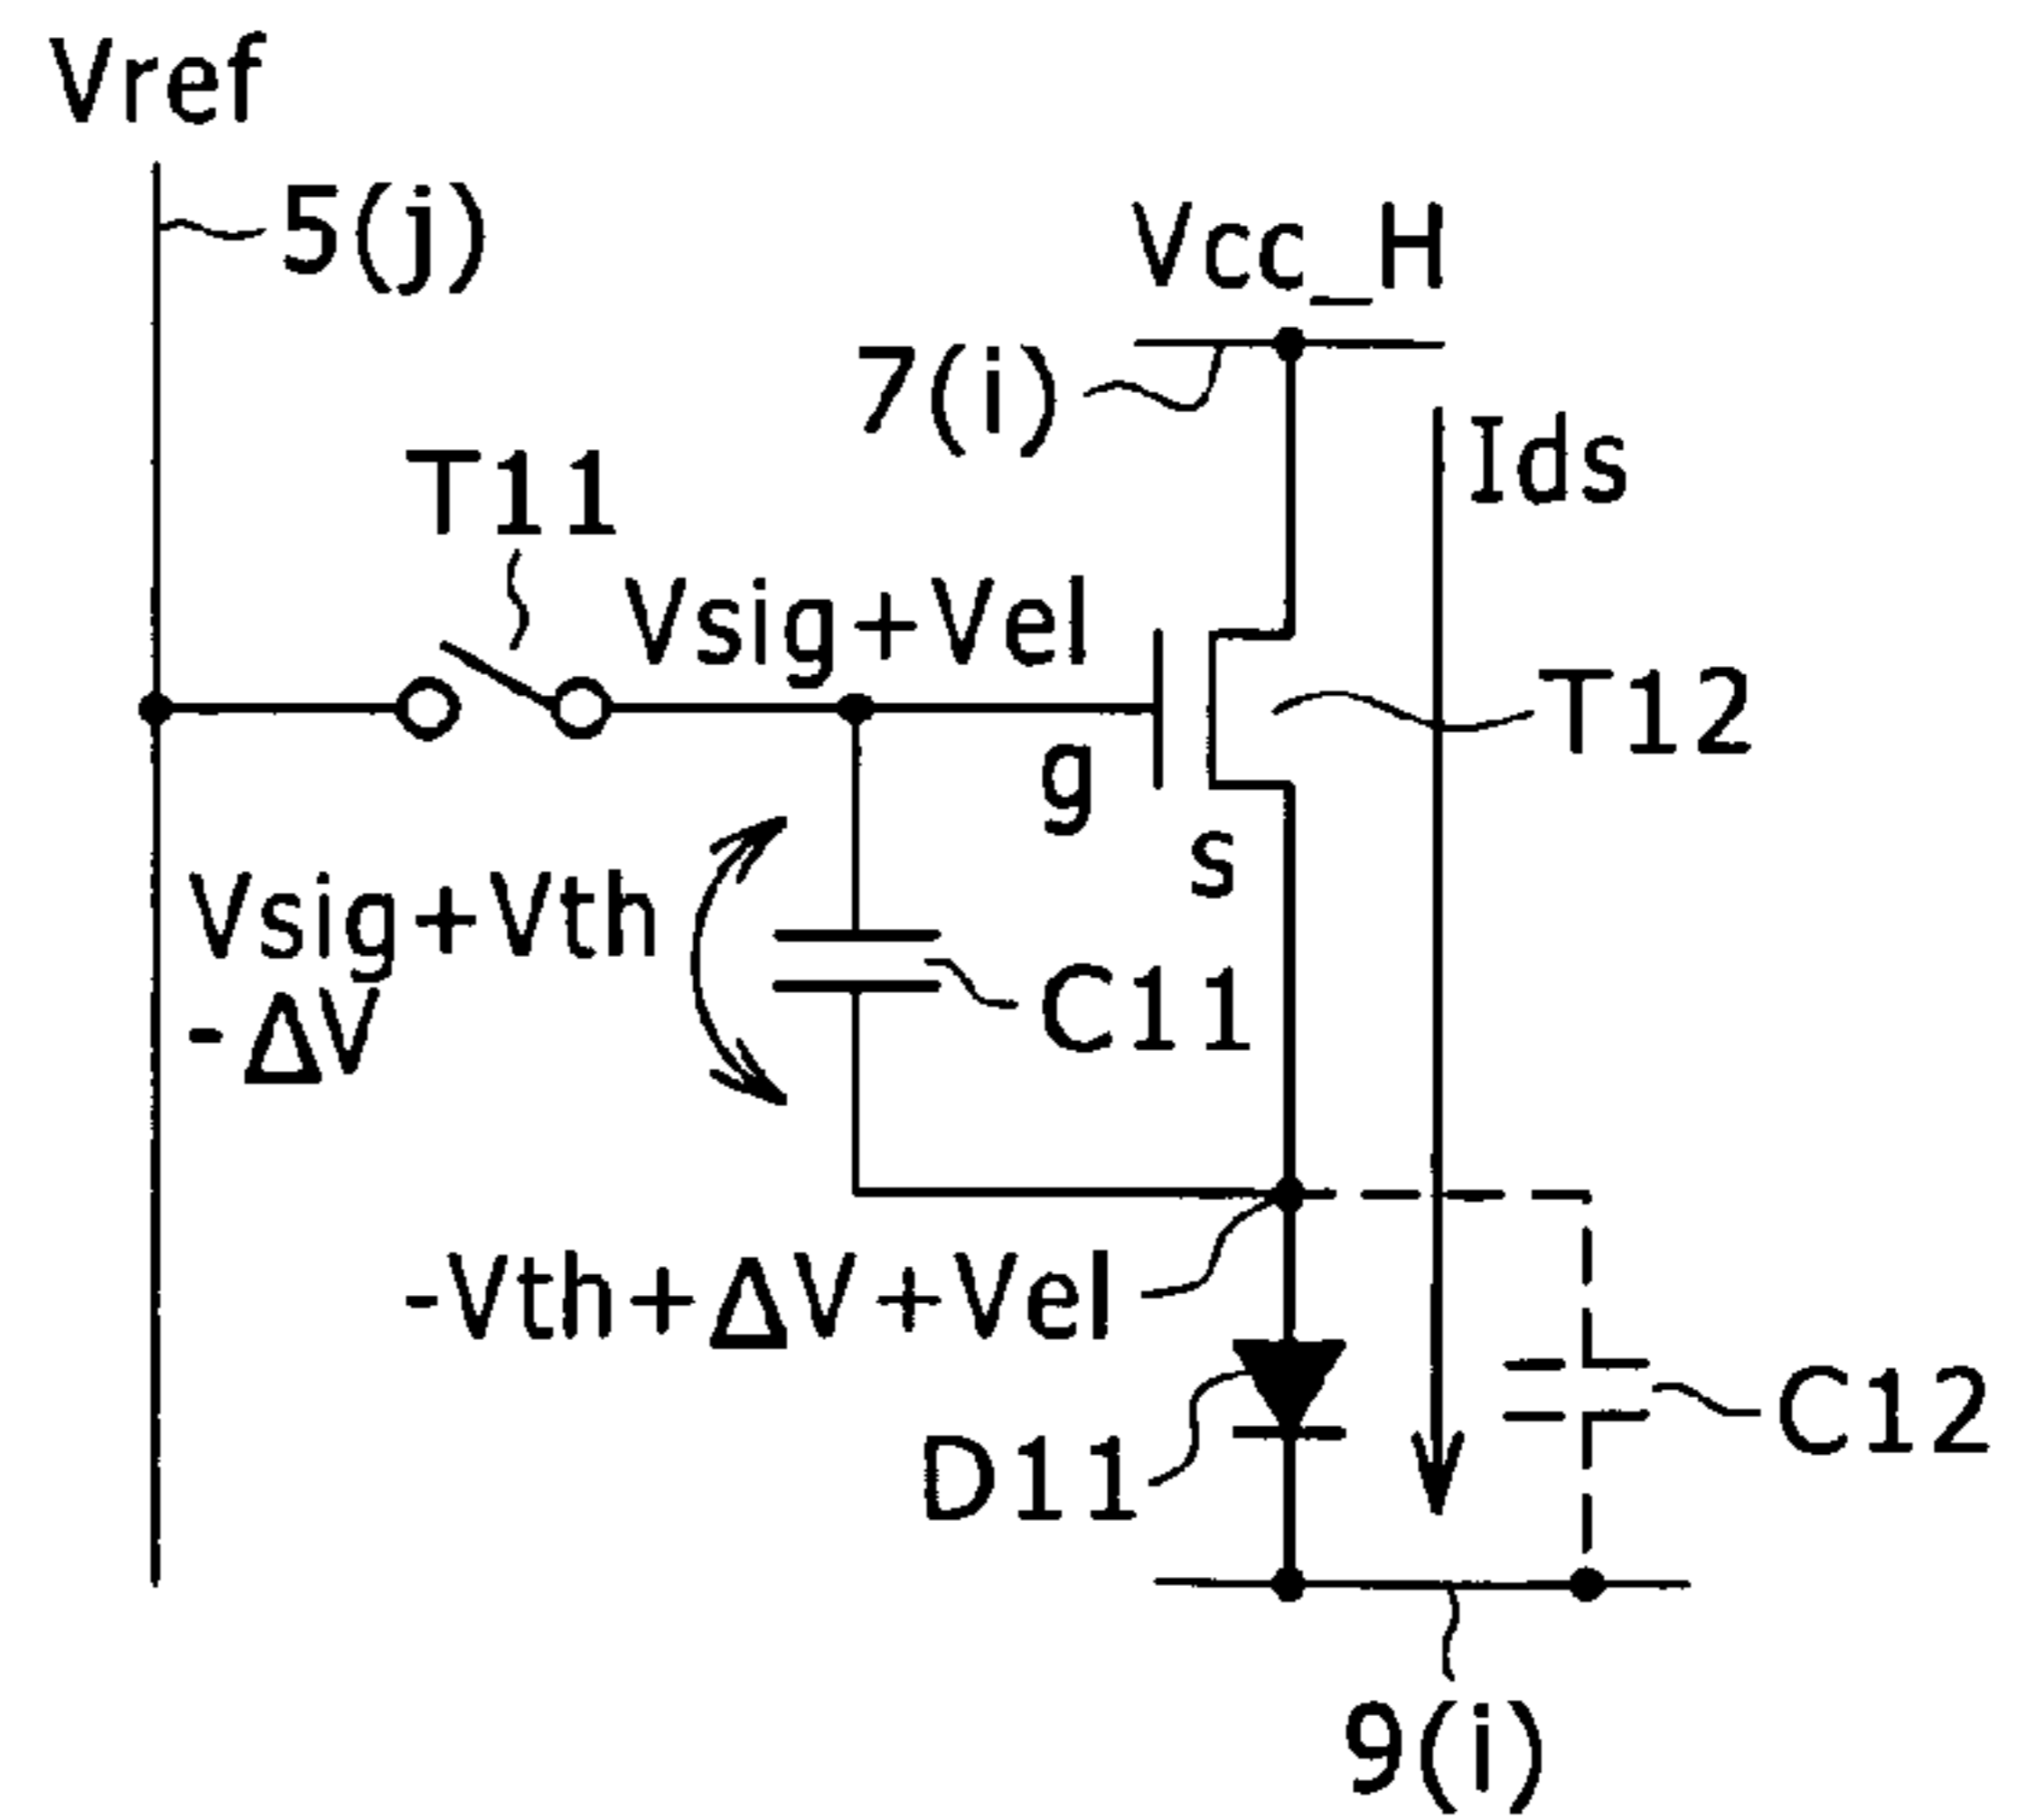 Vref
5(j)
Vcc_H
7(i)
Ids
T11
Vsig+Vel
T12
g
s
Vsig+Vth
-ΔV
C11
-Vth+ΔV+Vel
C12
D11
9(i)